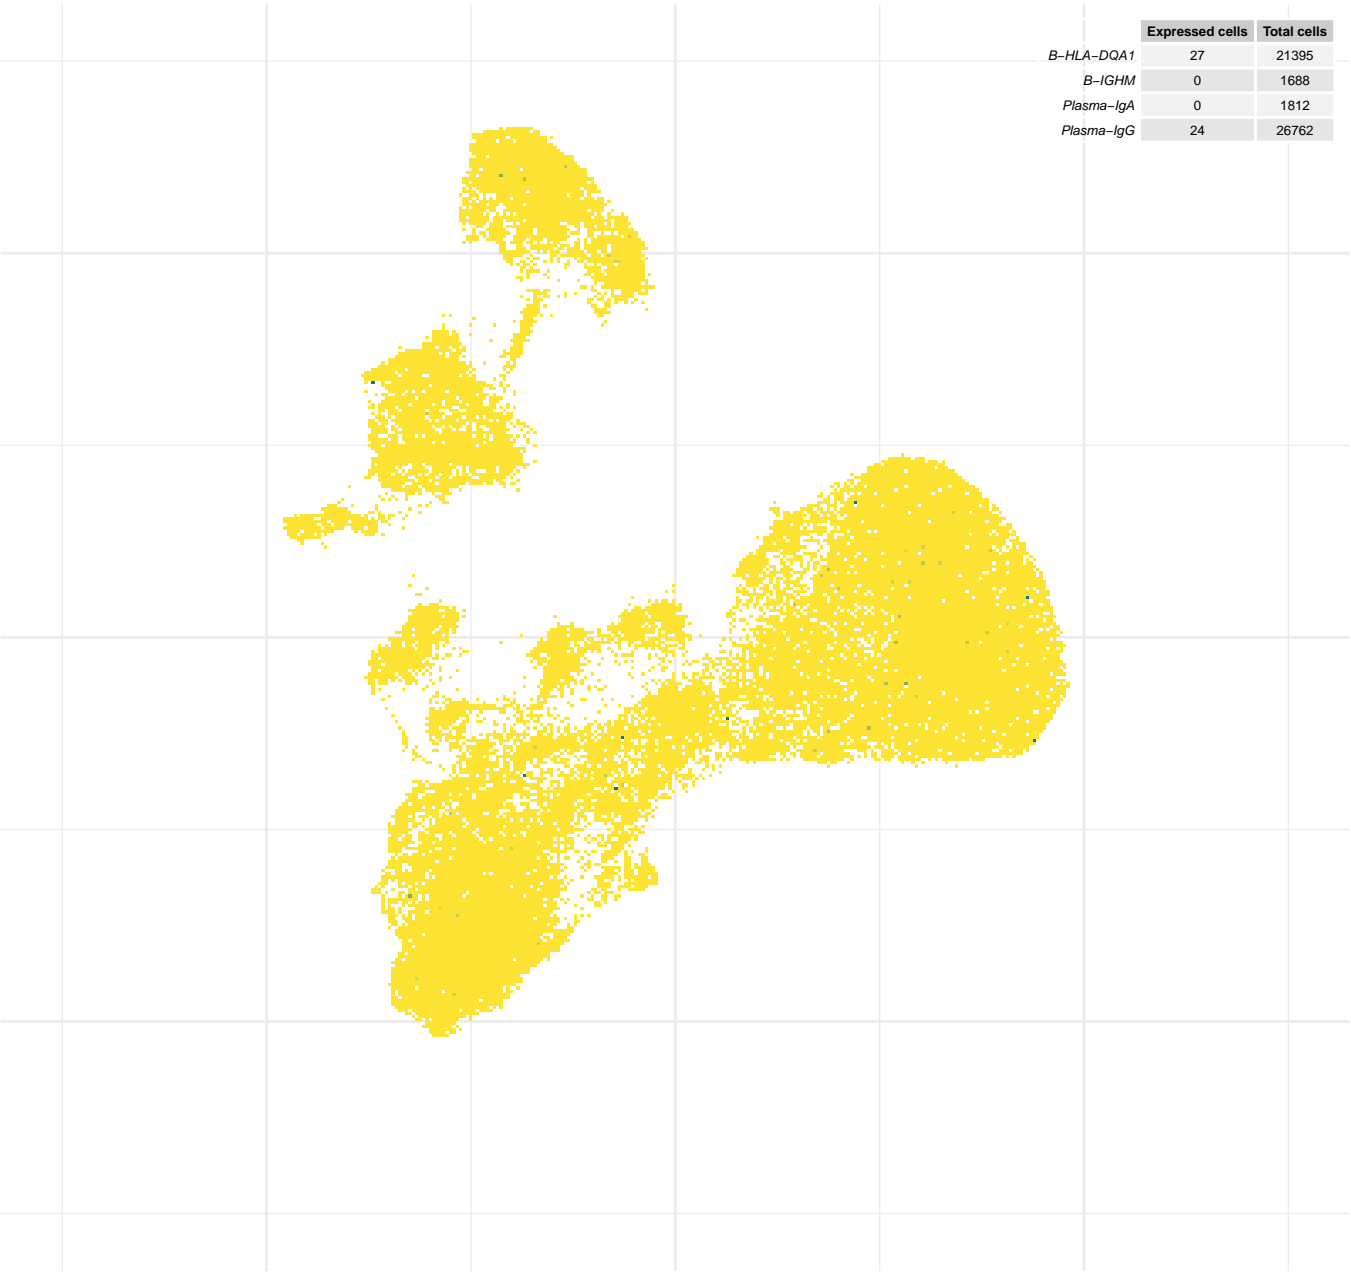 Expressed cells Total cells
B−HLA−DQA1 27 21395
B−IGHM 0 1688
Plasma−IgA 0 1812
Plasma−IgG 24 26762